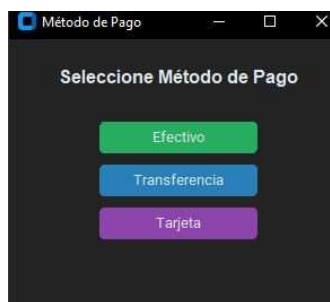 Método de Pago
Seleccione Método de Pago
Efectivo
Transferencia
Tarjeta